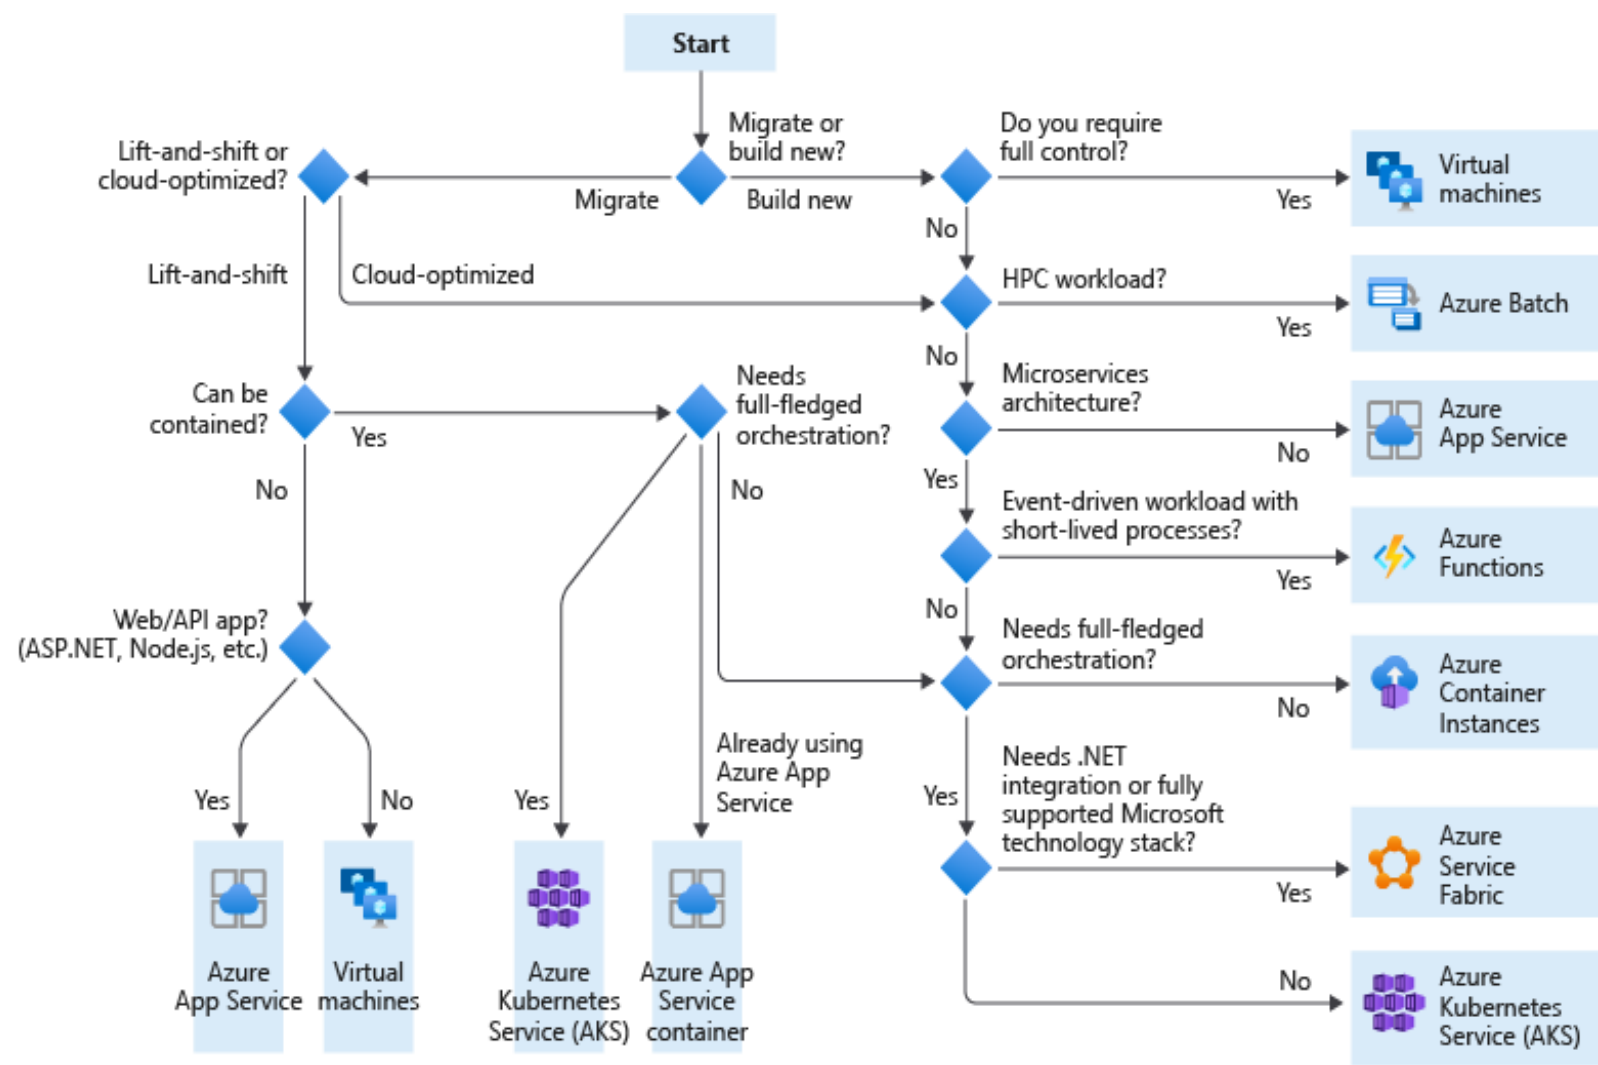 Start
Migrate or
build new?
Do you require
full control?
Lift-and-shift or
cloud-optimized?
Migrate
Build new
Yes
Virtual
machines
No
Lift-and-shift
Cloud-optimized
HPC workload?
Yes
Azure Batch
No
Can be
contained?
Yes
Needs
full-fledged
orchestration?
Microservices
architecture?
No
Azure
App Service
No
No
Yes
Event-driven workload with
short-lived processes?
Yes
Azure
Functions
No
Web/API app?
(ASP.NET, Node.js, etc.)
Needs full-fledged
orchestration?
No
Azure
Container
Instances
Already using
Azure App
Service
Yes
No
Yes
Yes
Needs .NET
integration or fully
supported Microsoft
technology stack?
Yes
Azure
Service
Fabric
Azure
App Service
Virtual
machines
Azure
Kubernetes
Service (AKS)
Azure App
Service
container
No
Azure
Kubernetes
Service (AKS)